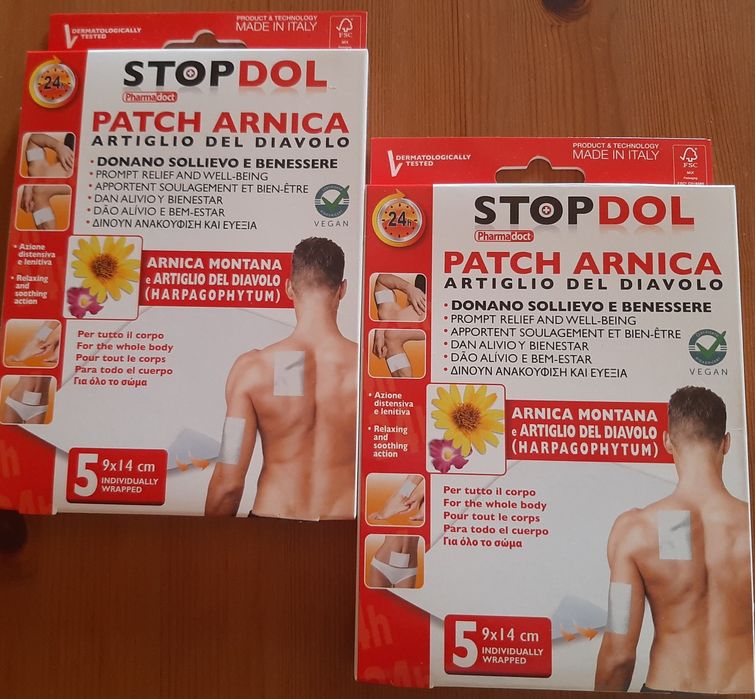 DERMATOLOGICALLY
TESTED
PRODUCT & TECHNOLOGY
MADE IN ITALY
FSC
MIX
Packaging
24h
STOPDOL
Pharmadoct
PATCH ARNICA
ARTIGLIO DEL DIAVOLO
• DONANO SOLLIEVO E BENESSERE
• PROMPT RELIEF AND WELL-BEING
• APPORTENT SOULAGEMENT ET BIEN-ÊTRE
• DAN ALIVIO Y BIENESTAR
• DÃO ALÍVIO E BEM-ESTAR
• ΔΙΝΟΥΝ ΑΝΑΚΟΥΦΙΣΗ ΚΑΙ ΕΥΕΞΙΑ
VEGAN
• Azione
distensiva
e lenitiva
• Relaxing
and
soothing
action
ARNICA MONTANA
e ARTIGLIO DEL DIAVOLO
(HARPAGOPHYTUM)
Per tutto il corpo
For the whole body
Pour tout le corps
Para todo el cuerpo
Για όλο το σώμα
5 9x14 cm
INDIVIDUALLY
WRAPPED
DERMATOLOGICALLY
TESTED
PRODUCT & TECHNOLOGY
MADE IN ITALY
FSC
MIX
Packaging
24h
STOPDOL
Pharmadoct
PATCH ARNICA
ARTIGLIO DEL DIAVOLO
• DONANO SOLLIEVO E BENESSERE
• PROMPT RELIEF AND WELL-BEING
• APPORTENT SOULAGEMENT ET BIEN-ÊTRE
• DAN ALIVIO Y BIENESTAR
• DÃO ALÍVIO E BEM-ESTAR
• ΔΙΝΟΥΝ ΑΝΑΚΟΥΦΙΣΗ ΚΑΙ ΕΥΕΞΙΑ
VEGAN
• Azione
distensiva
e lenitiva
• Relaxing
and
soothing
action
ARNICA MONTANA
e ARTIGLIO DEL DIAVOLO
(HARPAGOPHYTUM)
Per tutto il corpo
For the whole body
Pour tout le corps
Para todo el cuerpo
Για όλο το σώμα
5 9x14 cm
INDIVIDUALLY
WRAPPED